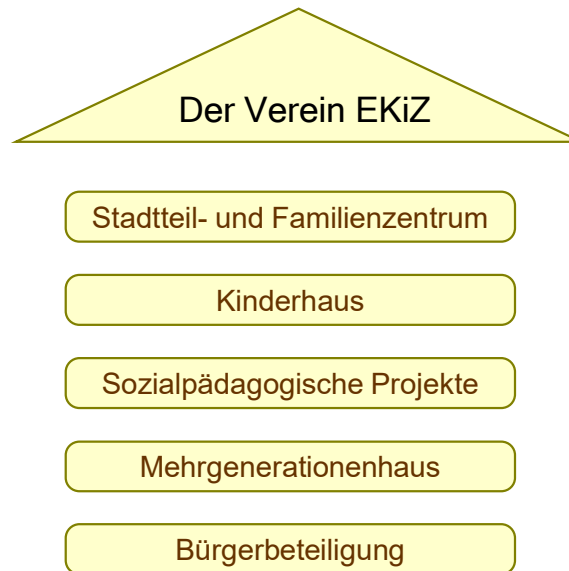 Der Verein EKiZ
Stadtteil- und Familienzentrum
Kinderhaus
Sozialpädagogische Projekte
Mehrgenerationenhaus
Bürgerbeteiligung